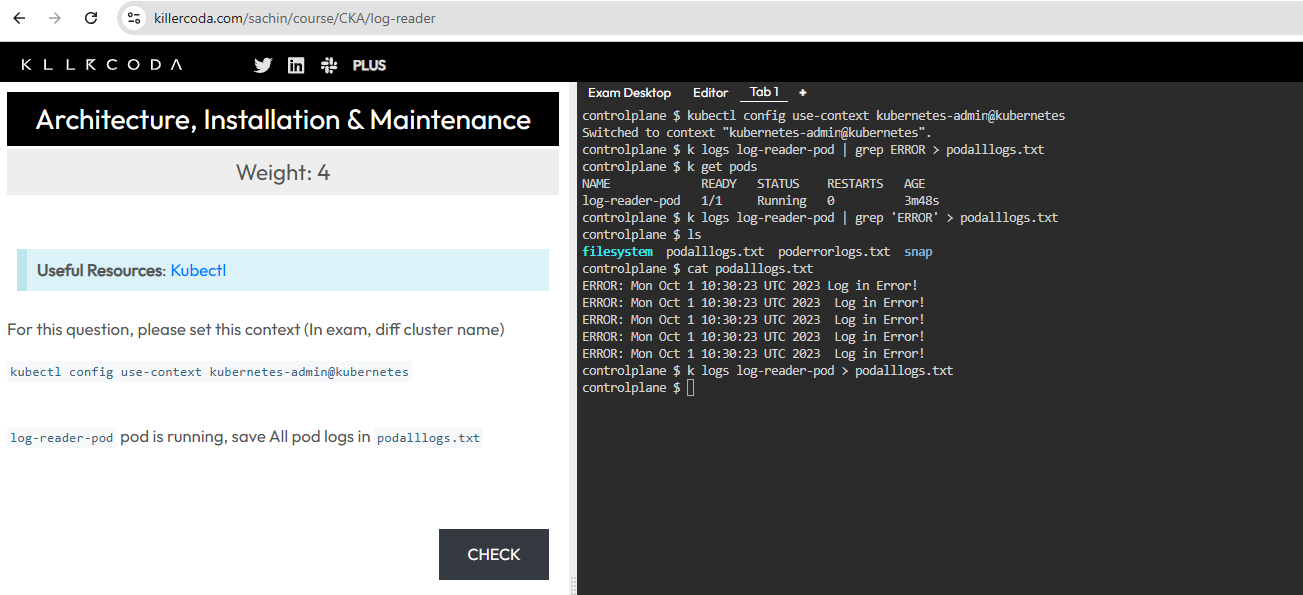 killercoda.com/sachin/course/CKA/log-reader
KILLERCODA
PLUS
Architecture, Installation & Maintenance
Weight: 4
Useful Resources: Kubectl
For this question, please set this context (In exam, diff cluster name)
kubectl config use-context kubernetes-admin@kubernetes
log-reader-pod pod is running, save All pod logs in podalllogs.txt
CHECK
Exam Desktop Editor Tab 1 +
controlplane $ kubectl config use-context kubernetes-admin@kubernetes
Switched to context "kubernetes-admin@kubernetes".
controlplane $ k logs log-reader-pod | grep ERROR > podalllogs.txt
controlplane $ k get pods
NAME READY STATUS RESTARTS AGE
log-reader-pod 1/1 Running 0 3m48s
controlplane $ k logs log-reader-pod | grep 'ERROR' > podalllogs.txt
controlplane $ ls
filesystem podalllogs.txt poderrorlogs.txt snap
controlplane $ cat podalllogs.txt
ERROR: Mon Oct 1 10:30:23 UTC 2023 Log in Error!
ERROR: Mon Oct 1 10:30:23 UTC 2023  Log in Error!
ERROR: Mon Oct 1 10:30:23 UTC 2023  Log in Error!
ERROR: Mon Oct 1 10:30:23 UTC 2023  Log in Error!
ERROR: Mon Oct 1 10:30:23 UTC 2023  Log in Error!
controlplane $ k logs log-reader-pod > podalllogs.txt
controlplane $